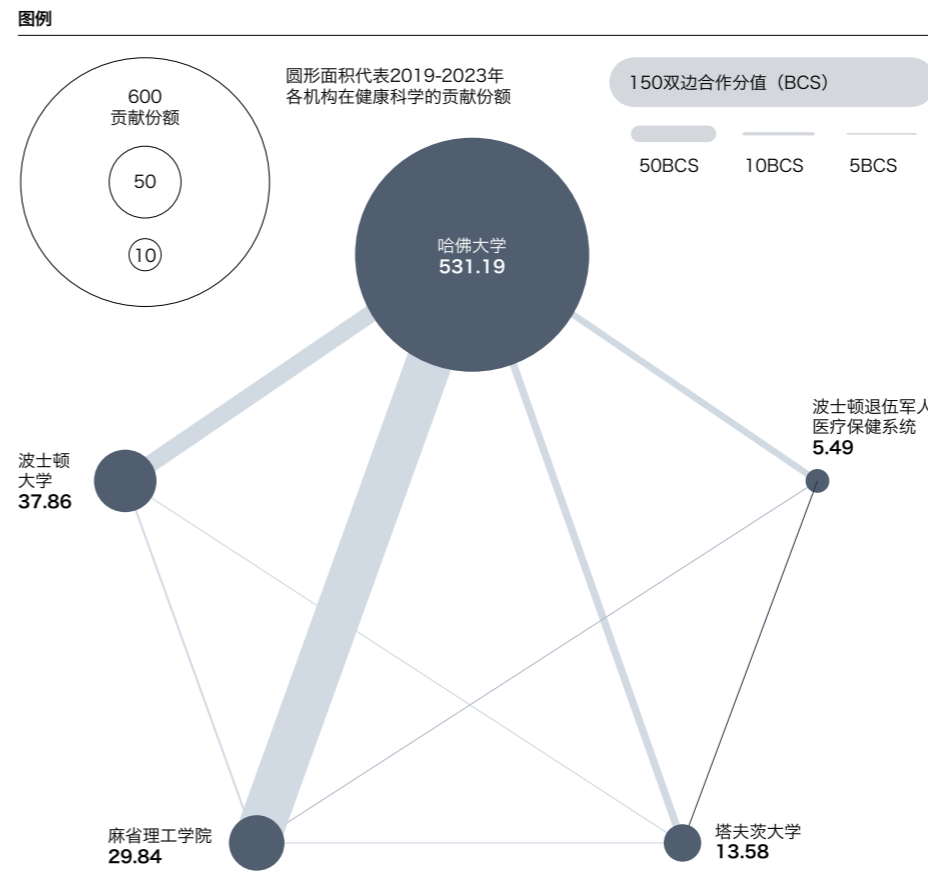 图例
600
贡献份额
50
10
圆形面积代表2019-2023年
各机构在健康科学的贡献份额
150双边合作分值（BCS）
50BCS
10BCS
5BCS
哈佛大学
531.19
波士顿退伍军人
医疗保健系统
5.49
波士顿
大学
37.86
麻省理工学院
29.84
塔夫茨大学
13.58